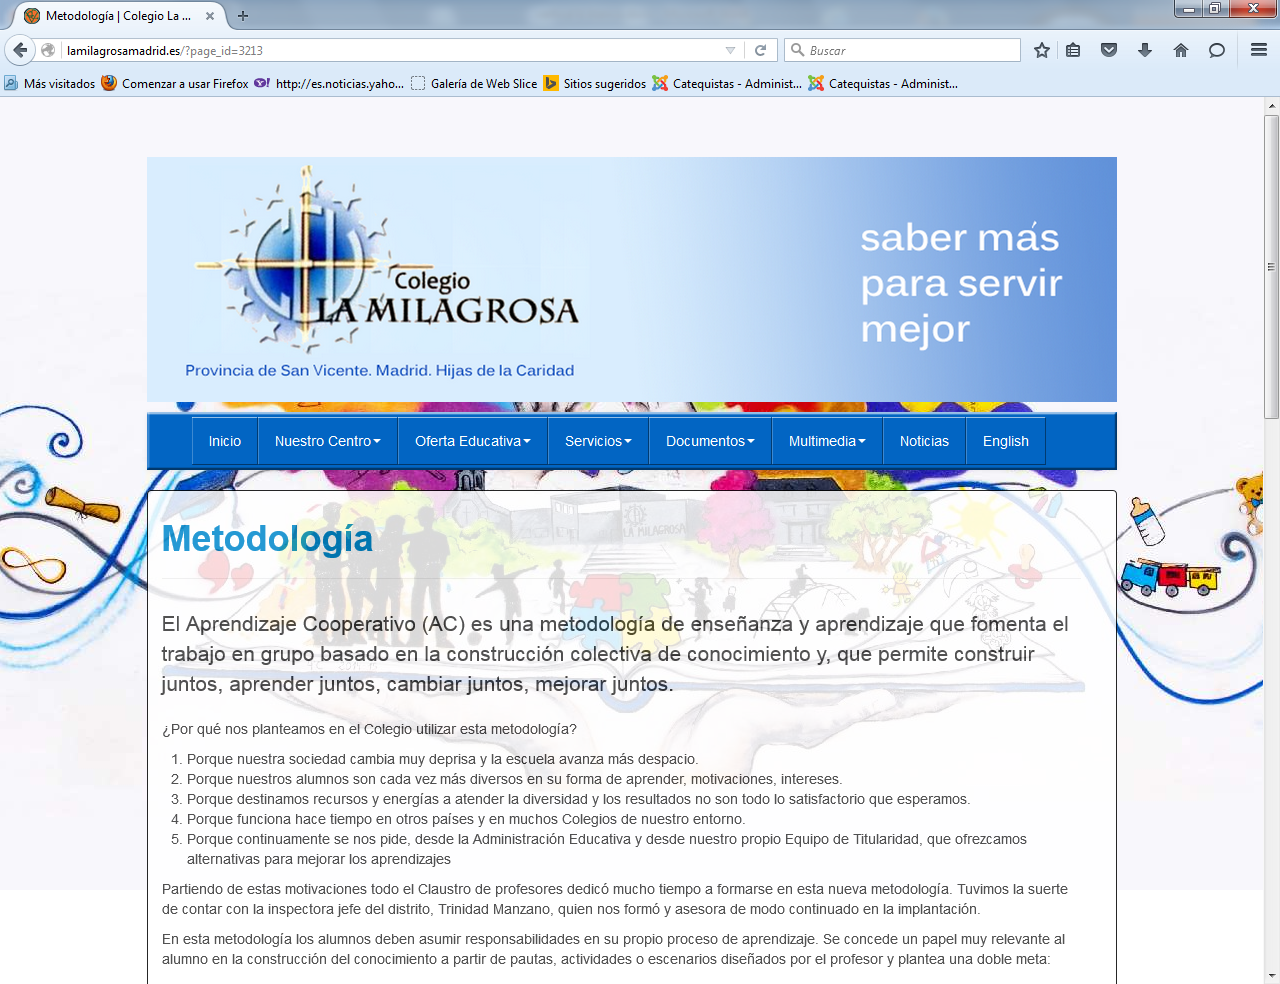 Metodología | Colegio La ...
lamilagrosamadrid.es/?page_id=3213
Buscar
Más visitados Comenzar a usar Firefox http://es.noticias.yaho... Galería de Web Slice Sitios sugeridos Catequistas - Administ... Catequistas - Administ...
Colegio
LA MILAGROSA
Provincia de San Vicente. Madrid. Hijas de la Caridad
saber más
para servir
mejor
Inicio Nuestro Centro Oferta Educativa Servicios Documentos Multimedia Noticias English
LA MILAGROSA
Metodología
El Aprendizaje Cooperativo (AC) es una metodología de enseñanza y aprendizaje que fomenta el
trabajo en grupo basado en la construcción colectiva de conocimiento y, que permite construir
juntos, aprender juntos, cambiar juntos, mejorar juntos.
¿Por qué nos planteamos en el Colegio utilizar esta metodología?
1. Porque nuestra sociedad cambia muy deprisa y la escuela avanza más despacio.
2. Porque nuestros alumnos son cada vez más diversos en su forma de aprender, motivaciones, intereses.
3. Porque destinamos recursos y energías a atender la diversidad y los resultados no son todo lo satisfactorio que esperamos.
4. Porque funciona hace tiempo en otros países y en muchos Colegios de nuestro entorno.
5. Porque continuamente se nos pide, desde la Administración Educativa y desde nuestro propio Equipo de Titularidad, que ofrezcamos
alternativas para mejorar los aprendizajes
Partiendo de estas motivaciones todo el Claustro de profesores dedicó mucho tiempo a formarse en esta nueva metodología. Tuvimos la suerte
de contar con la inspectora jefe del distrito, Trinidad Manzano, quien nos formó y asesora de modo continuado en la implantación.
En esta metodología los alumnos deben asumir responsabilidades en su propio proceso de aprendizaje. Se concede un papel muy relevante al
alumno en la construcción del conocimiento a partir de pautas, actividades o escenarios diseñados por el profesor y plantea una doble meta: